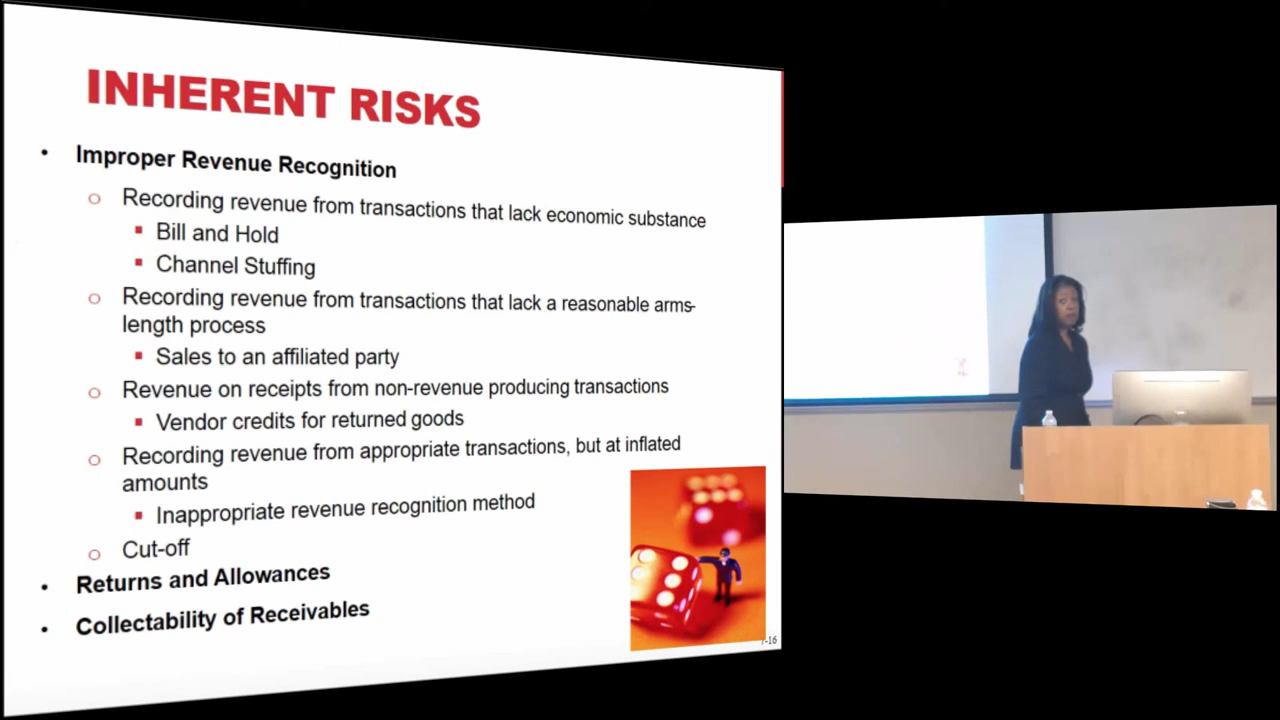 INHERENT RISKS
• Improper Revenue Recognition
o Recording revenue from transactions that lack economic substance
▪ Bill and Hold
▪ Channel Stuffing
o Recording revenue from transactions that lack a reasonable arms-
length process
▪ Sales to an affiliated party
o Revenue on receipts from non-revenue producing transactions
▪ Vendor credits for returned goods
o Recording revenue from appropriate transactions, but at inflated
amounts
▪ Inappropriate revenue recognition method
o Cut-off
• Returns and Allowances
• Collectability of Receivables
7-16